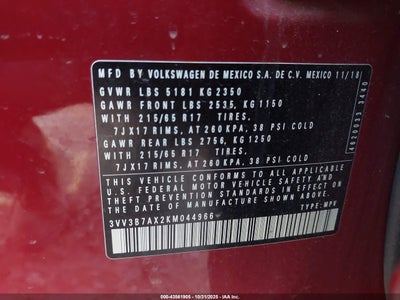 MFD BY VOLKSWAGEN DE MEXICO S.A. DE C.V. MEXICO 11/18
GVWR LBS 5181 KG 2350
GAWR FRONT LBS 2535, KG 1150
WITH 215/65 R17 TIRES,
7JX17 RIMS, AT 260 KPA, 38 PSI COLD
GAWR REAR LBS 2756, KG 1250
WITH 215/65 R17 TIRES,
7JX17 RIMS, AT 260 KPA, 38 PSI COLD
THIS VEHICLE CONFORMS TO ALL APPLICABLE
U.S. FEDERAL MOTOR VEHICLE SAFETY AND
THEFT PREVENTION STANDARDS IN EFFECT ON THE
DATE OF MANUFACTURE SHOWN ABOVE.
3VV3B7AX2KM044966
TYPE: MPV
4620033 3440
000-43561905 - 10/31/2025 - IAAI.COM